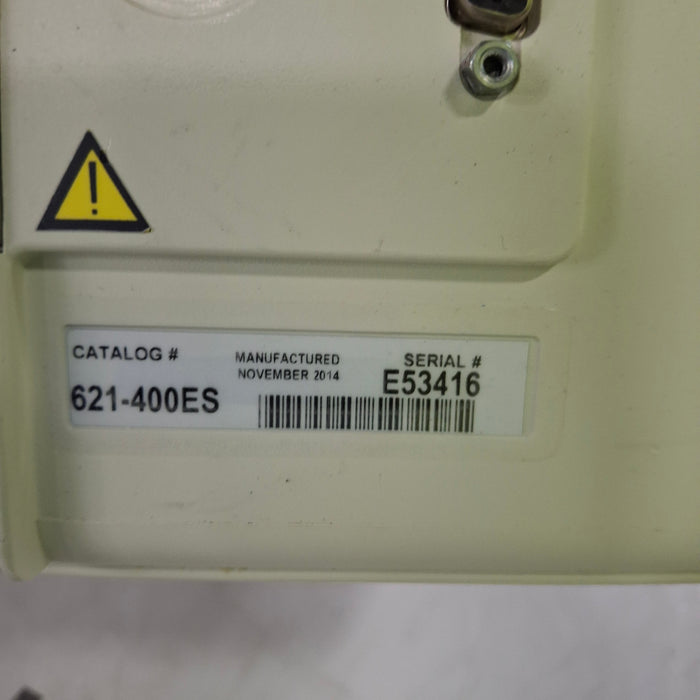 !
CATALOG #
621-400ES
MANUFACTURED
NOVEMBER 2014
SERIAL #
E53416